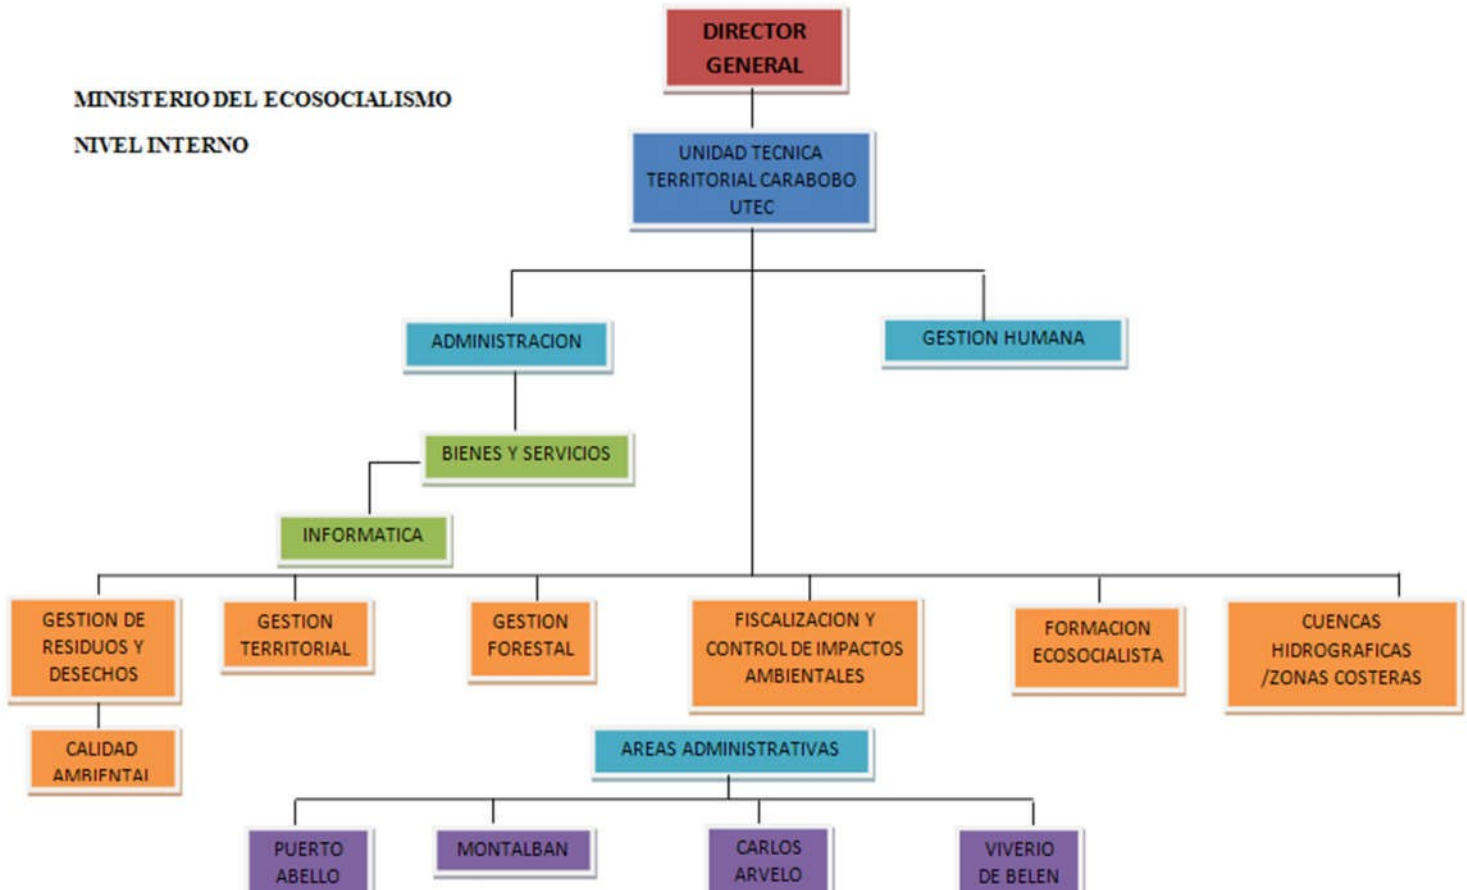 DIRECTOR
GENERAL
MINISTERIO DEL ECOSOCIALISMO
NIVEL INTERNO
UNIDAD TECNICA
TERRITORIAL CARABOBO
UTEC
ADMINISTRACION
GESTION HUMANA
BIENES Y SERVICIOS
INFORMATICA
GESTION DE
RESIDUOS Y
DESECHOS
GESTION
TERRITORIAL
GESTION
FORESTAL
FISCALIZACION Y
CONTROL DE IMPACTOS
AMBIENTALES
FORMACION
ECOSOCIALISTA
CUENCAS
HIDROGRAFICAS
/ZONAS COSTERAS
CALIDAD
AMBIENTAL
AREAS ADMINISTRATIVAS
PUERTO
ABELLO
MONTALBAN
CARLOS
ARVELO
VIVERIO
DE BELEN